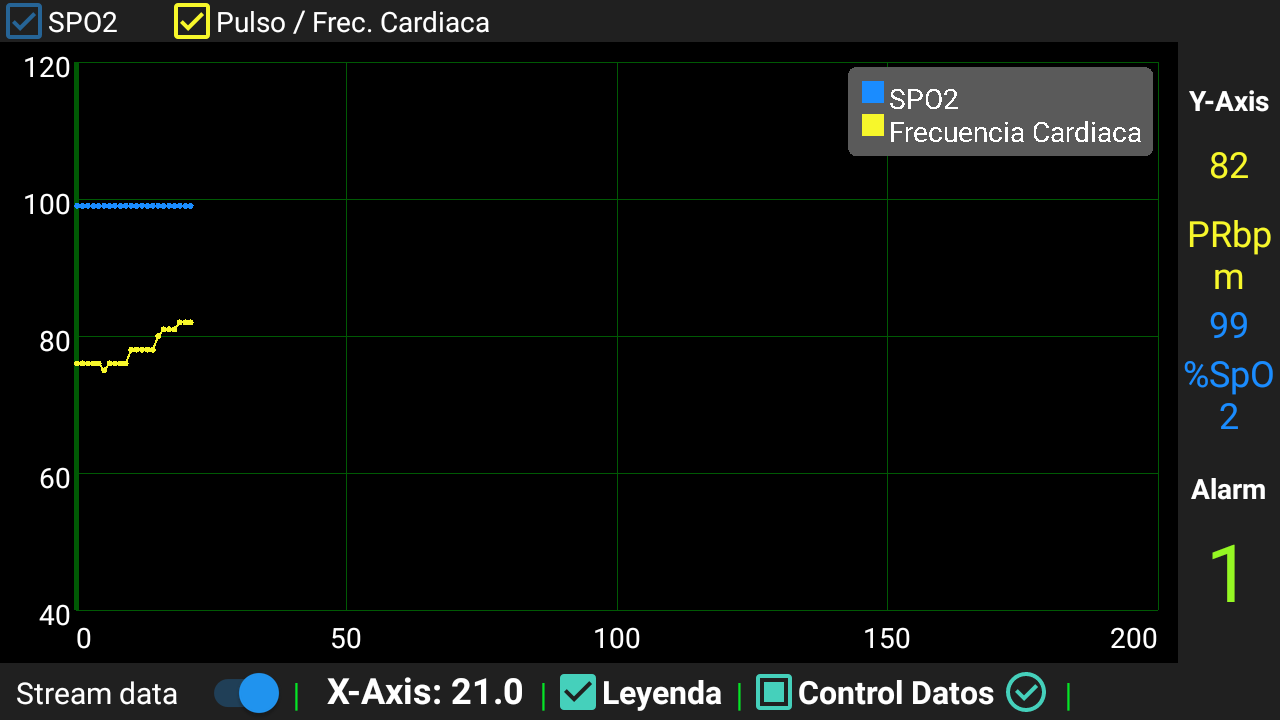 SPO2
Pulso / Frec. Cardiaca
120
100
80
60
40
0
50
100
150
200
SPO2
Frecuencia Cardiaca
Y-Axis
82
PRbp
m
99
%SpO
2
Alarm
1
Stream data | X-Axis: 21.0 | Leyenda | Control Datos |